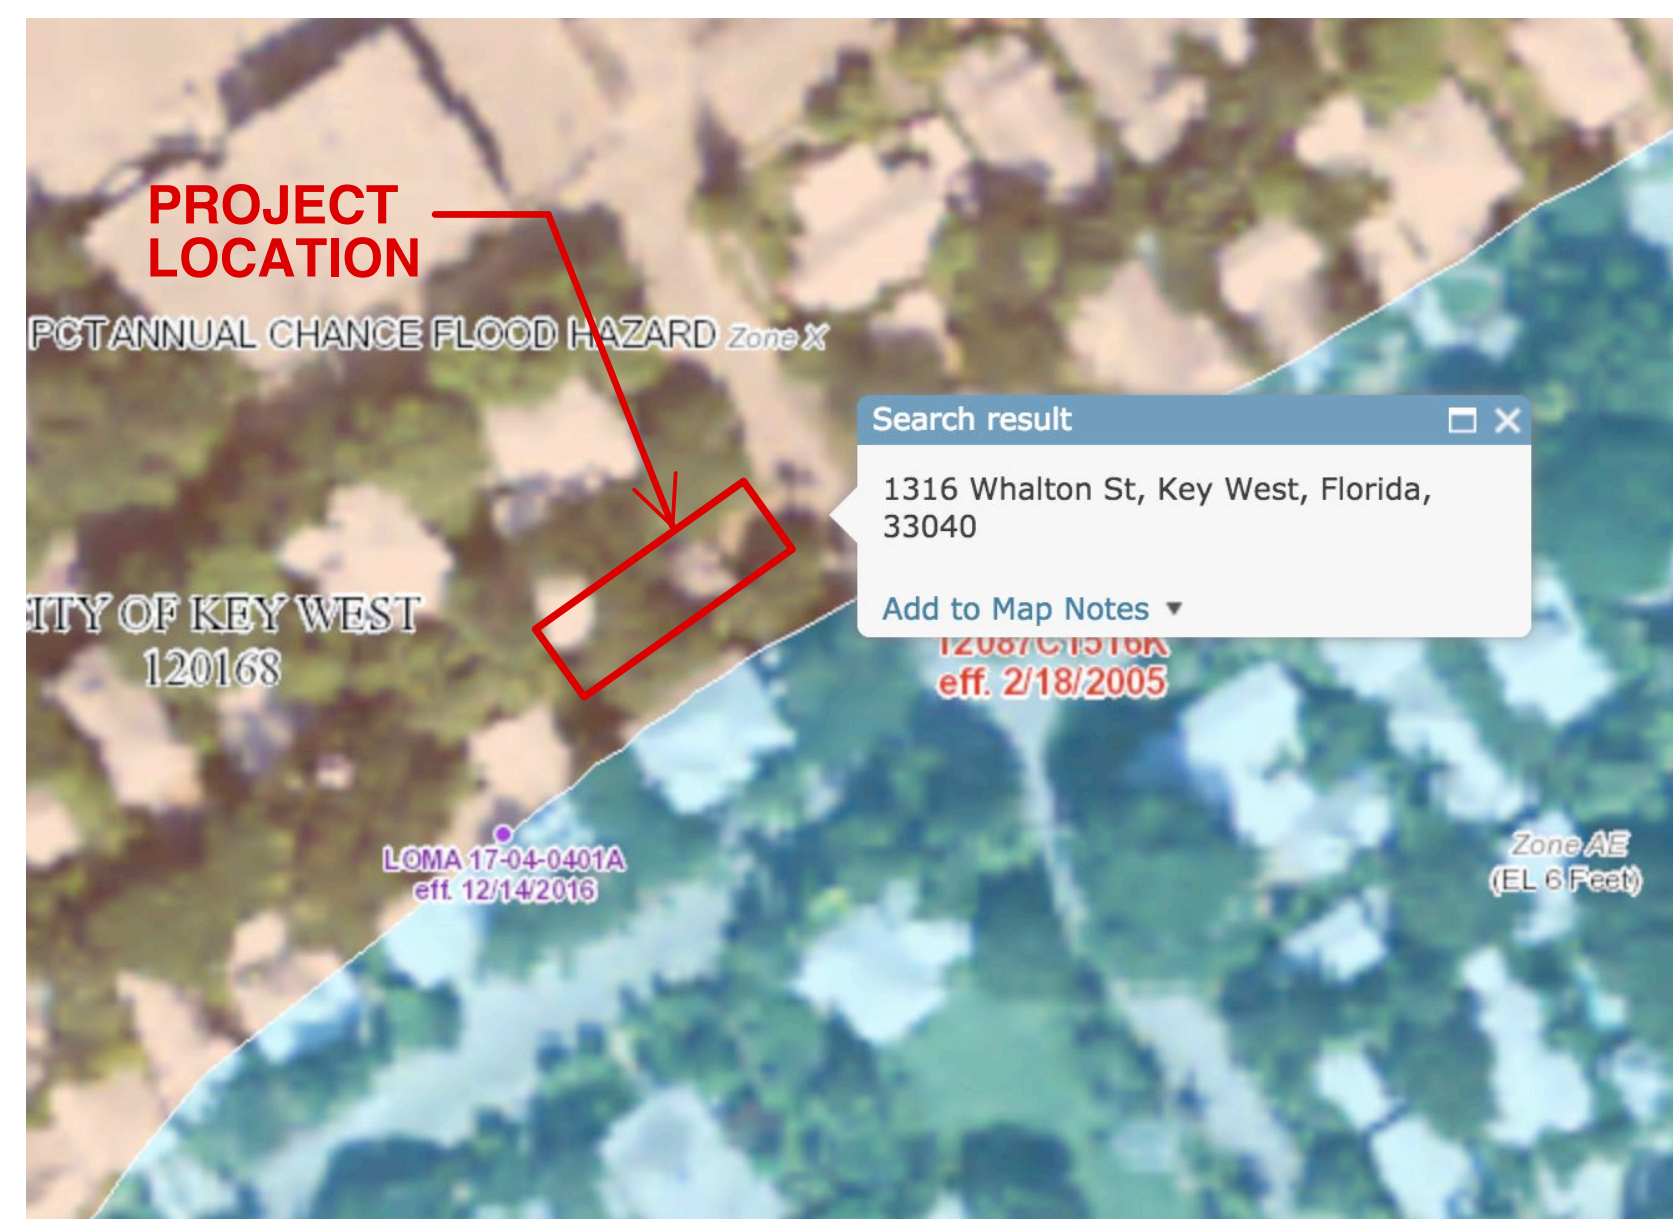 PROJECT
LOCATION
PCT ANNUAL CHANCE FLOOD HAZARD Zone X
Search result
1316 Whalton St, Key West, Florida,
33040
Add to Map Notes
CITY OF KEY WEST
120168
12087C1516K
eff. 2/18/2005
LOMA 17-04-0401A
eff. 12/14/2016
Zone AE
(EL 6 Feet)